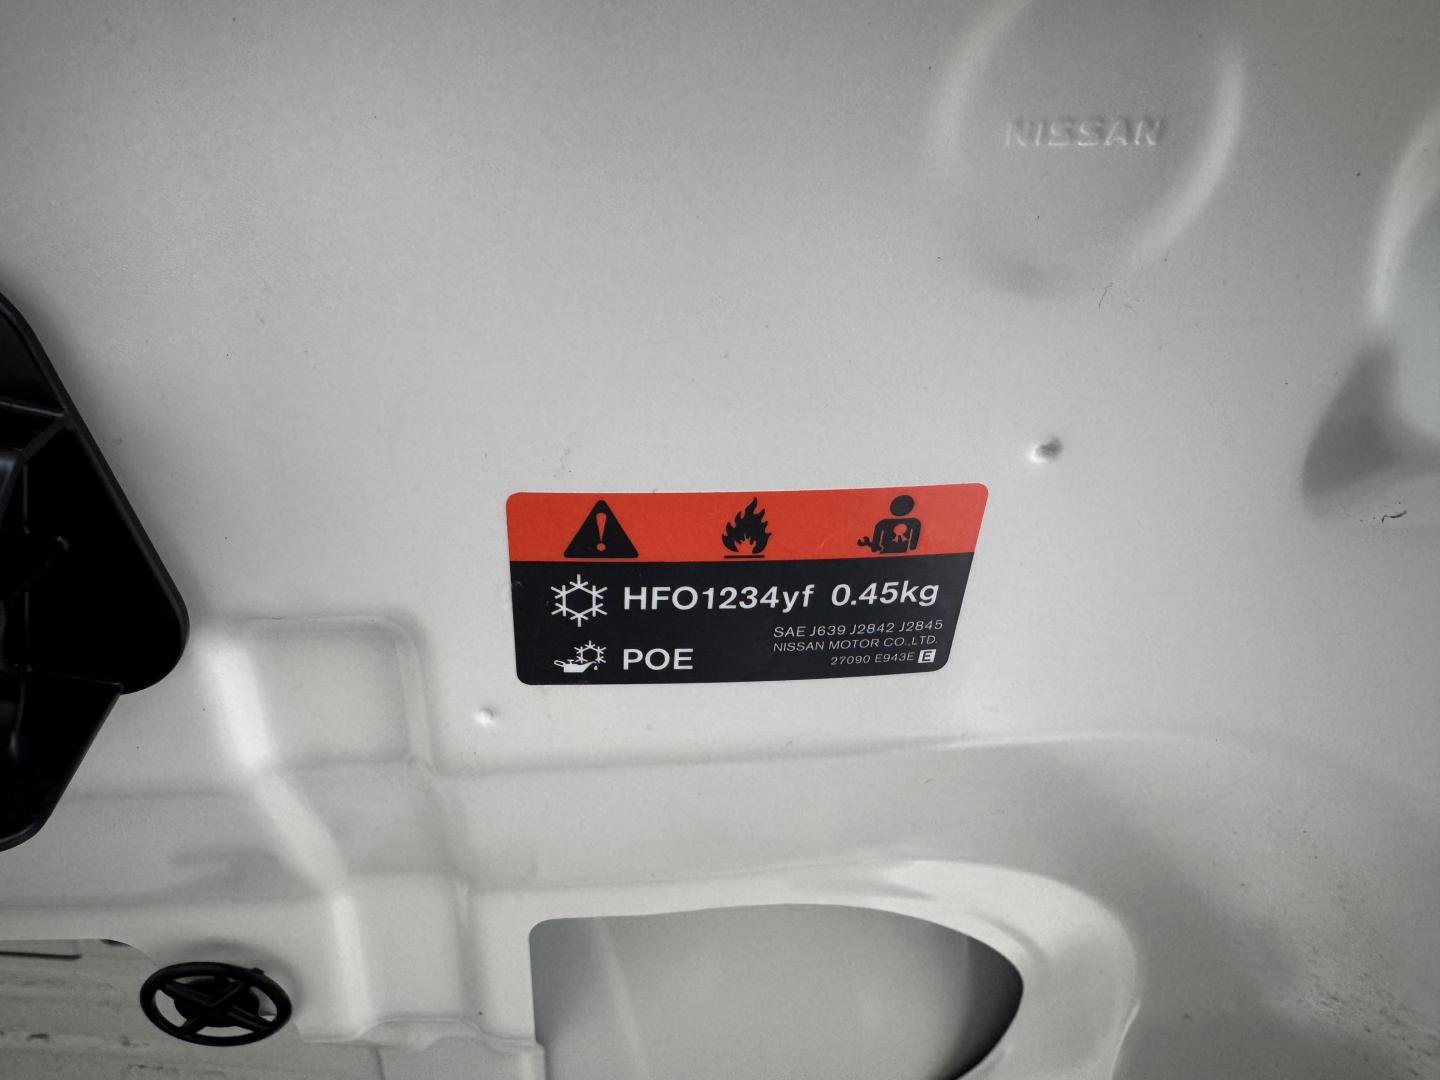 NISSAN
HFO1234yf 0.45kg
SAE J639 J2842 J2845
NISSAN MOTOR CO.,LTD.
POE
27090 E943E E